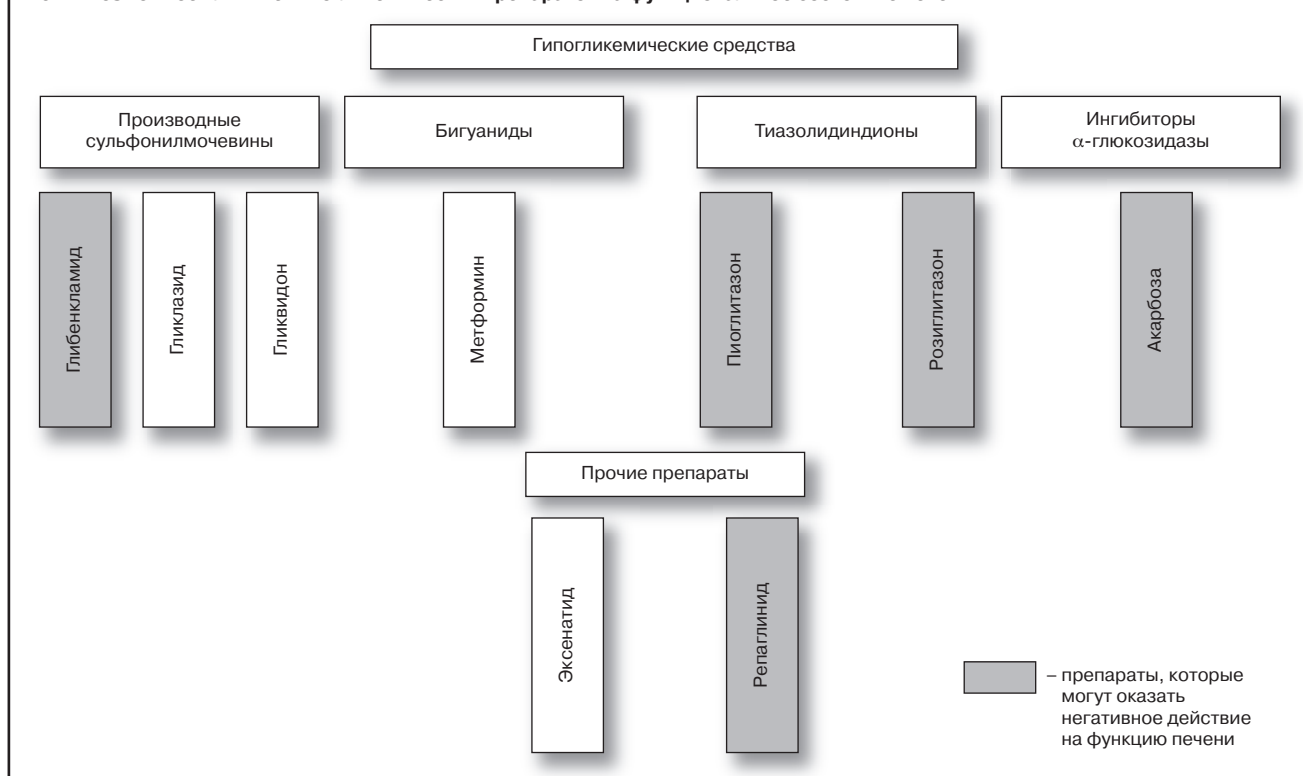 Гипогликемические средства
Производные
сульфонилмочевины
Бигуаниды
Тиазолидиндионы
Ингибиторы
α-глюкозидазы
Глибенкламид
Гликлазид
Гликвидон
Метформин
Пиоглитазон
Розиглитазон
Акарбоза
Прочие препараты
Эксенатид
Репаглинид
– препараты, которые
могут оказать
негативное действие
на функцию печени